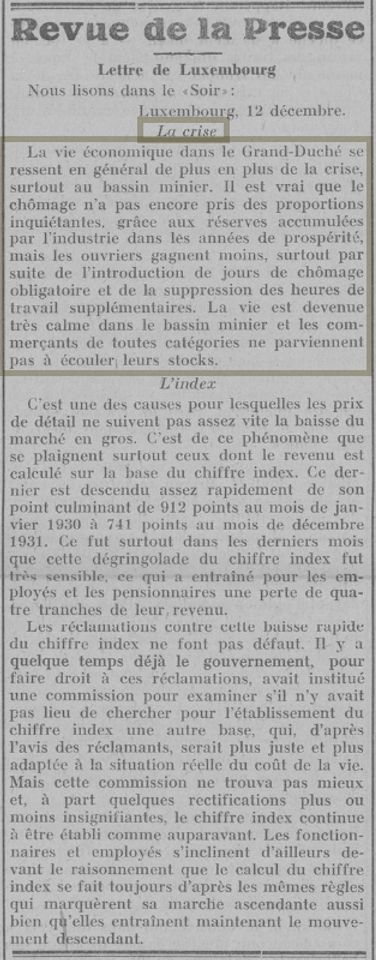 Revue de la Presse
Lettre de Luxembourg
Nous lisons dans le «Soir»:
Luxembourg, 12 décembre.
La crise
La vie économique dans le Grand-Duché se
ressent en général de plus en plus de la crise,
surtout au bassin minier. Il est vrai que le
chômage n'a pas encore pris des proportions
inquiétantes, grâce aux réserves accumulées
par l'industrie dans les années de prospérité,
mais les ouvriers gagnent moins, surtout par
suite de l'introduction de jours de chômage
obligatoire et de la suppression des heures de
travail supplémentaires. La vie est devenue
très calme dans le bassin minier et les com-
merçants de toutes catégories ne parviennent
pas à écouler leurs stocks.
L'index
C'est une des causes pour lesquelles les prix
de détail ne suivent pas assez vite la baisse du
marché en gros. C'est de ce phénomène que
se plaignent surtout ceux dont le revenu est
calculé sur la base du chiffre index. Ce der-
nier est descendu assez rapidement de son
point culminant de 912 points au mois de jan-
vier 1930 à 741 points au mois de décembre
1931. Ce fut surtout dans les derniers mois
que cette dégringolade du chiffre index fut
très sensible, ce qui a entraîné pour les em-
ployés et les pensionnaires une perte de qua-
tre tranches de leur revenu.
Les réclamations contre cette baisse rapide
du chiffre index ne font pas défaut. Il y a
quelque temps déjà le gouvernement, pour
faire droit à ces réclamations, avait institué
une commission pour examiner s'il n'y avait
pas lieu de chercher pour l'établissement du
chiffre index une autre base, qui, d'après
l'avis des réclamants, serait plus juste et plus
adaptée à la situation réelle du coût de la vie.
Mais cette commission ne trouva pas mieux
et, à part quelques rectifications plus ou
moins insignifiantes, le chiffre index continue
à être établi comme auparavant. Les fonction-
naires et employés s'inclinent d'ailleurs de-
vant le raisonnement que le calcul du chiffre
index se fait toujours d'après les mêmes règles
qui marquèrent sa marche ascendante aussi
bien qu'elles entraînent maintenant le mouve-
ment descendant.